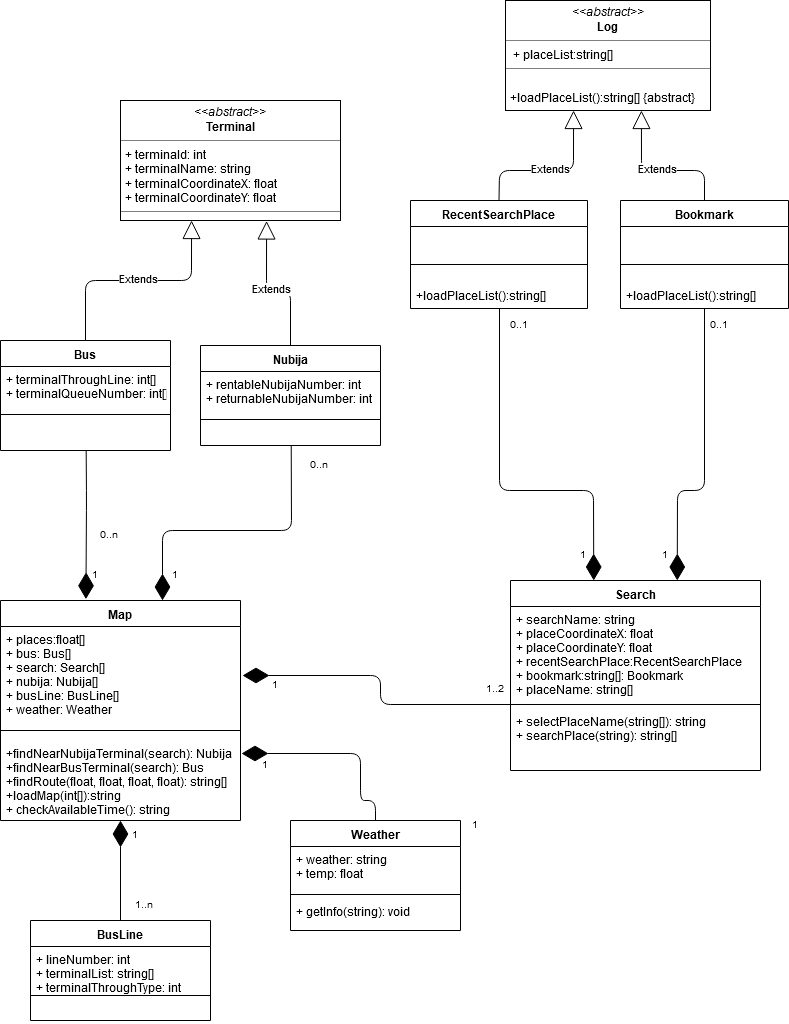 <<abstract>>
Log
+ placeList:string[]
+loadPlaceList():string[] {abstract}
<<abstract>>
Terminal
+ terminald: int
+ terminalName: string
+ terminalCoordinateX: float
+ terminalCoordinateY: float
Extends
Extends
RecentSearchPlace
+loadPlaceList():string[]
Bookmark
+loadPlaceList():string[]
Extends
Extends
0..1
0..1
Bus
+ terminalThroughLine: int[]
+ terminalQueueNumber: int[]
Nubija
+ rentableNubijaNumber: int
+ returnableNubijaNumber: int
0..n
0..n
1
1
1
1
Map
+ places:float[]
+ bus: Bus[]
+ search: Search[]
+ nubija: Nubija[]
+ busLine: BusLine[]
+ weather: Weather
+findNearNubijaTerminal(search): Nubija
+findNearBusTerminal(search): Bus
+findRoute(float, float, float, float): string[]
+loadMap(int[]):string
+ checkAvailableTime(): string
Search
+ searchName: string
+ placeCoordinateX: float
+ placeCoordinateY: float
+ recentSearchPlace:RecentSearchPlace
+ bookmark:string[]: Bookmark
+ placeName: string[]
+ selectPlaceName(string[]): string
+ searchPlace(string): string[]
1
1..2
1
1
Weather
+ weather: string
+ temp: float
+ getInfo(string): void
1
1..n
BusLine
+ lineNumber: int
+ terminalList: string[]
+ terminalThroughType: int